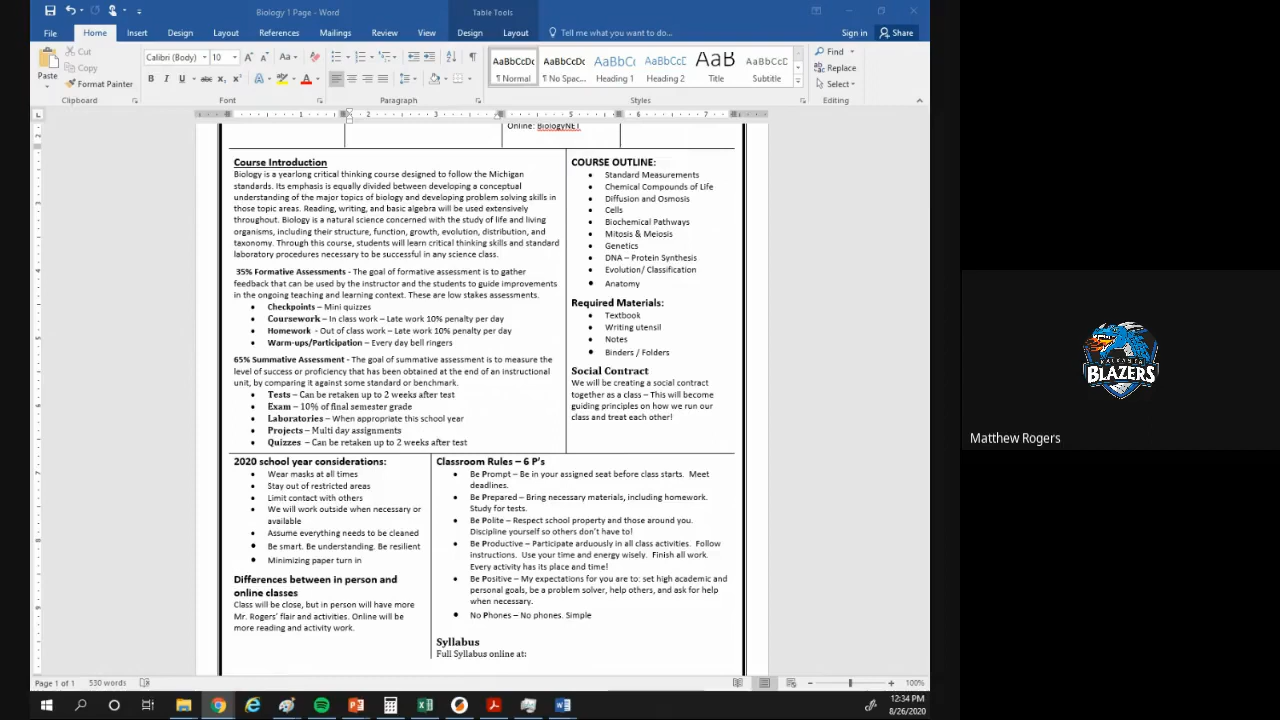 Biology 1 Page - Word
Table Tools
File
Home
Insert
Design
Layout
References
Mailings
Review
View
Design
Layout
Tell me what you want to do...
Sign in
Share
Paste
Cut
Copy
Format Painter
Clipboard
Calibri (Body)
10
Aa
B I U abc x₂ x²
Font
Paragraph
AaBbCcDc
¶ Normal
AaBbCcDc
¶ No Spac...
AaBbCc
Heading 1
AaBbCcC
Heading 2
AaB
Title
AaBbCcC
Subtitle
Styles
Find
Replace
Select
Editing
1 2 3 4 5 6 7
Online: BiologyNET
Course Introduction
Biology is a yearlong critical thinking course designed to follow the Michigan
standards. Its emphasis is equally divided between developing a conceptual
understanding of the major topics of biology and developing problem solving skills in
those topic areas. Reading, writing, and basic algebra will be used extensively
throughout. Biology is a natural science concerned with the study of life and living
organisms, including their structure, function, growth, evolution, distribution, and
taxonomy. Through this course, students will learn critical thinking skills and standard
laboratory procedures necessary to be successful in any science class.
35% Formative Assessments - The goal of formative assessment is to gather
feedback that can be used by the instructor and the students to guide improvements
in the ongoing teaching and learning context. These are low stakes assessments.
• Checkpoints – Mini quizzes
• Coursework – In class work – Late work 10% penalty per day
• Homework - Out of class work – Late work 10% penalty per day
• Warm-ups/Participation – Every day bell ringers
65% Summative Assessment - The goal of summative assessment is to measure the
level of success or proficiency that has been obtained at the end of an instructional
unit, by comparing it against some standard or benchmark.
• Tests – Can be retaken up to 2 weeks after test
• Exam – 10% of final semester grade
• Laboratories – When appropriate this school year
• Projects – Multi day assignments
• Quizzes – Can be retaken up to 2 weeks after test
COURSE OUTLINE:
• Standard Measurements
• Chemical Compounds of Life
• Diffusion and Osmosis
• Cells
• Biochemical Pathways
• Mitosis & Meiosis
• Genetics
• DNA – Protein Synthesis
• Evolution/ Classification
• Anatomy
Required Materials:
• Textbook
• Writing utensil
• Notes
• Binders / Folders
Social Contract
We will be creating a social contract
together as a class – This will become
guiding principles on how we run our
class and treat each other!
2020 school year considerations:
• Wear masks at all times
• Stay out of restricted areas
• Limit contact with others
• We will work outside when necessary or
available
• Assume everything needs to be cleaned
• Be smart. Be understanding. Be resilient
• Minimizing paper turn in
Differences between in person and
online classes
Class will be close, but in person will have more
Mr. Rogers' flair and activities. Online will be
more reading and activity work.
Classroom Rules – 6 P's
• Be Prompt – Be in your assigned seat before class starts. Meet
deadlines.
• Be Prepared – Bring necessary materials, including homework.
Study for tests.
• Be Polite – Respect school property and those around you.
Discipline yourself so others don't have to!
• Be Productive – Participate arduously in all class activities. Follow
instructions. Use your time and energy wisely. Finish all work.
Every activity has its place and time!
• Be Positive – My expectations for you are to: set high academic and
personal goals, be a problem solver, help others, and ask for help
when necessary.
• No Phones – No phones. Simple
Syllabus
Full Syllabus online at:
Page 1 of 1
530 words
100%
12:34 PM
8/26/2020
BLAZERS
Matthew Rogers